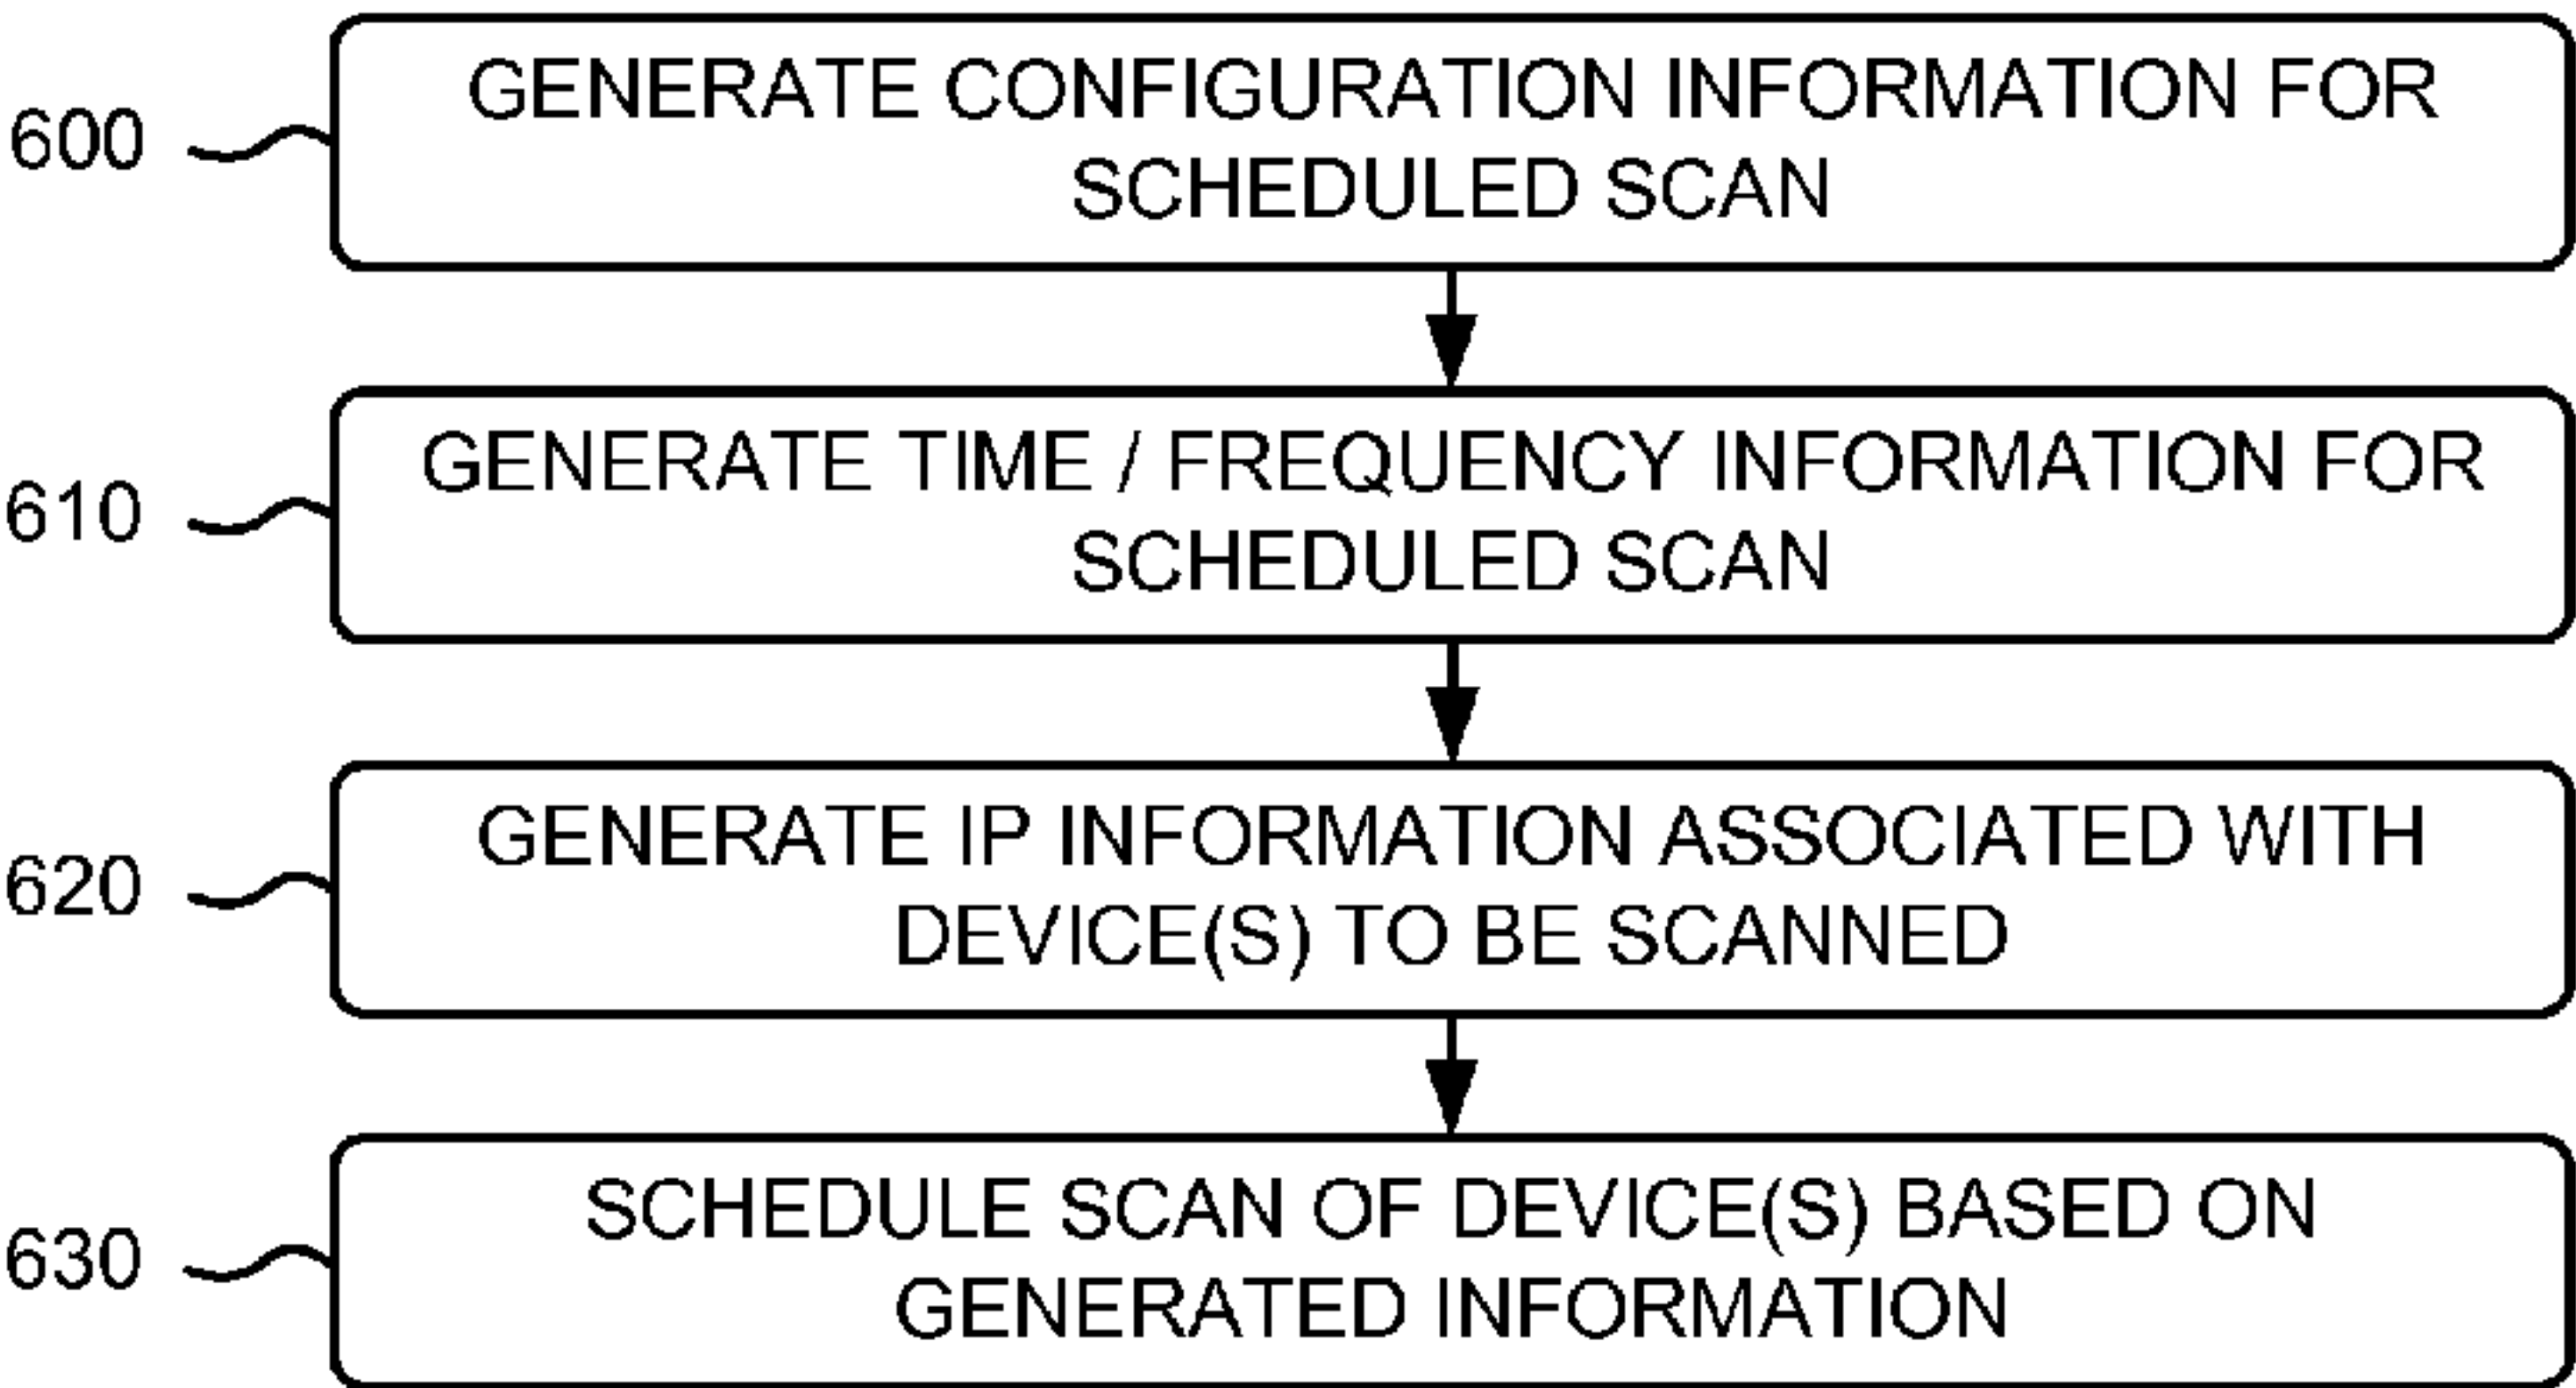 600
GENERATE CONFIGURATION INFORMATION FOR
SCHEDULED SCAN
610
GENERATE TIME / FREQUENCY INFORMATION FOR
SCHEDULED SCAN
620
GENERATE IP INFORMATION ASSOCIATED WITH
DEVICE(S) TO BE SCANNED
630
SCHEDULE SCAN OF DEVICE(S) BASED ON
GENERATED INFORMATION